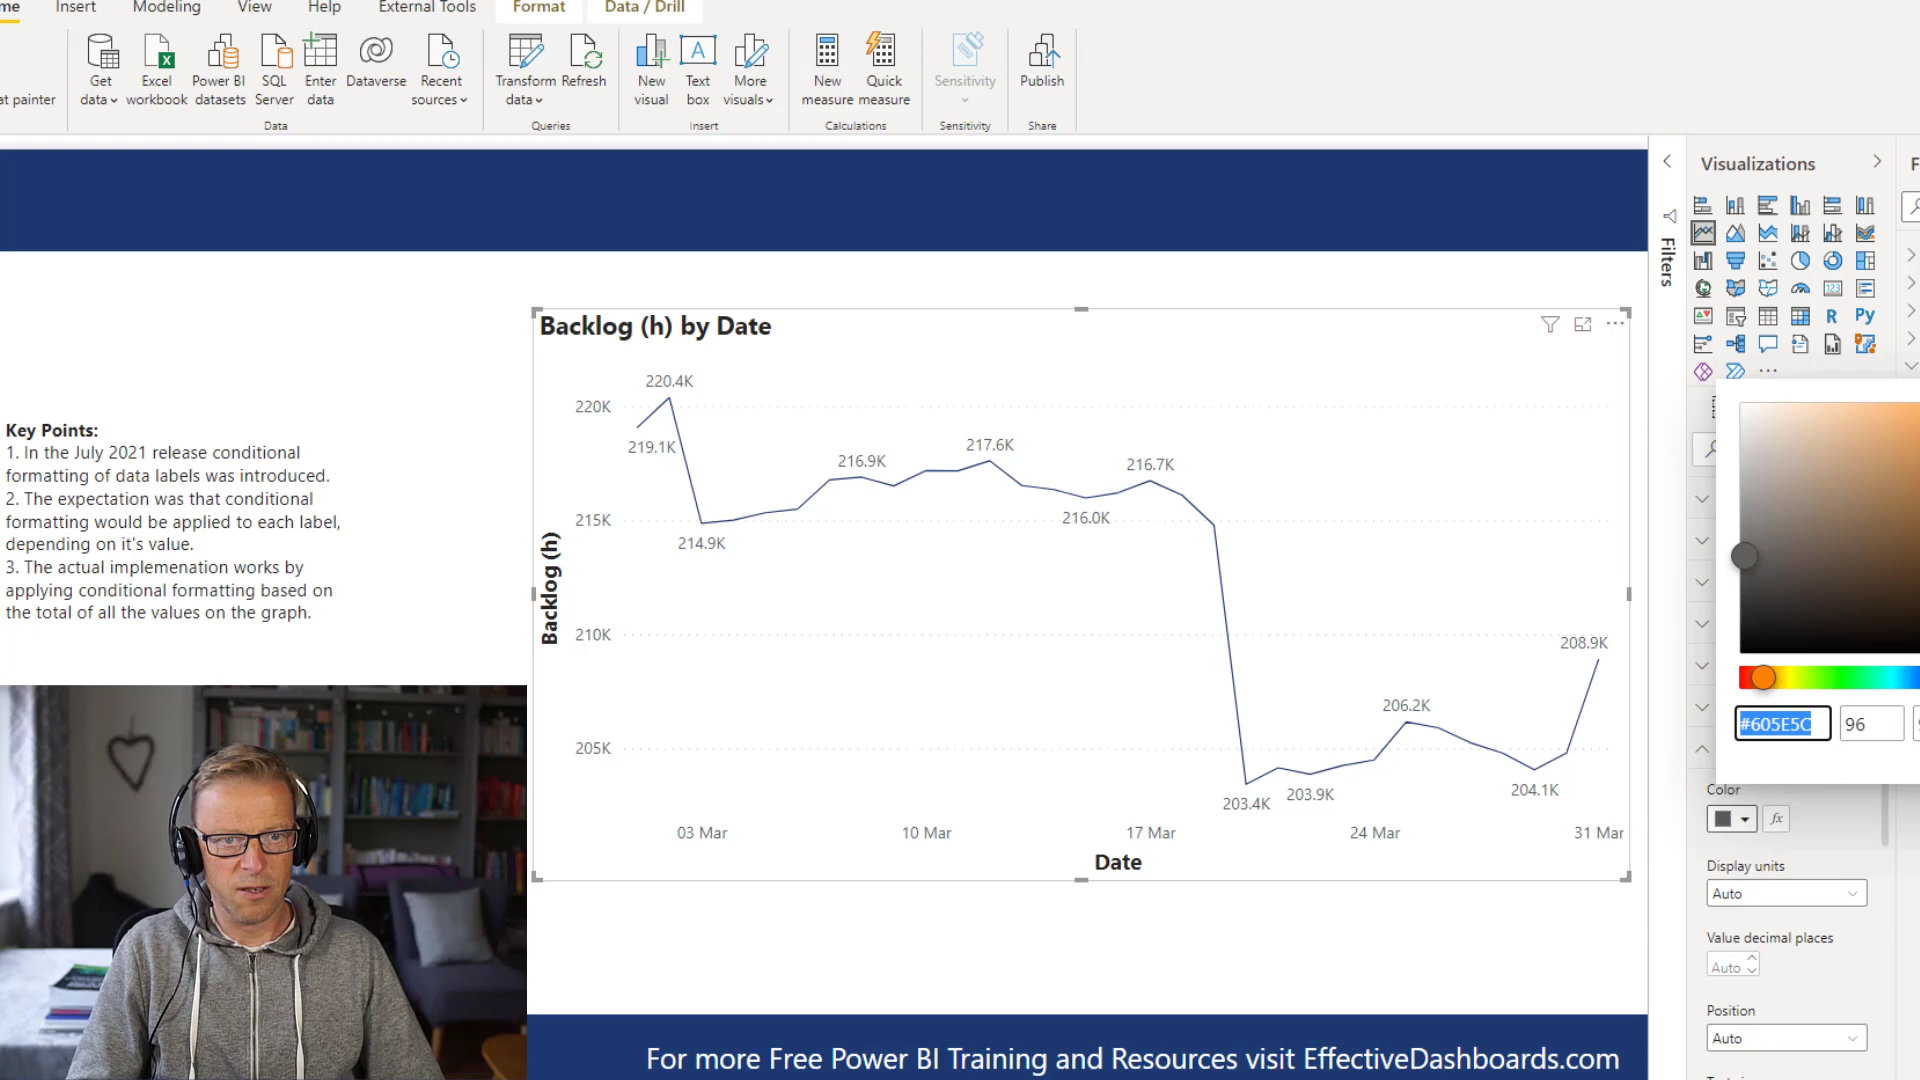 me Insert Modeling View Help External Tools Format Data / Drill
at painter
Get data
Excel workbook
Power BI datasets
SQL Server
Enter data
Dataverse
Recent sources
Transform data
Refresh
New visual
Text box
More visuals
New measure
Quick measure
Sensitivity
Publish
Data
Queries
Insert
Calculations
Sensitivity
Share
Visualizations
F
Filters
Key Points:
1. In the July 2021 release conditional
formatting of data labels was introduced.
2. The expectation was that conditional
formatting would be applied to each label,
depending on it's value.
3. The actual implemenation works by
applying conditional formatting based on
the total of all the values on the graph.
Backlog (h) by Date
Backlog (h)
220K
215K
210K
205K
220.4K
219.1K
214.9K
216.9K
217.6K
216.0K
216.7K
203.4K
203.9K
206.2K
204.1K
208.9K
03 Mar 10 Mar 17 Mar 24 Mar 31 Mar
Date
R Py
123
#605E5C 96
Color
fx
Display units
Auto
Value decimal places
Auto
Position
Auto
For more Free Power BI Training and Resources visit EffectiveDashboards.com